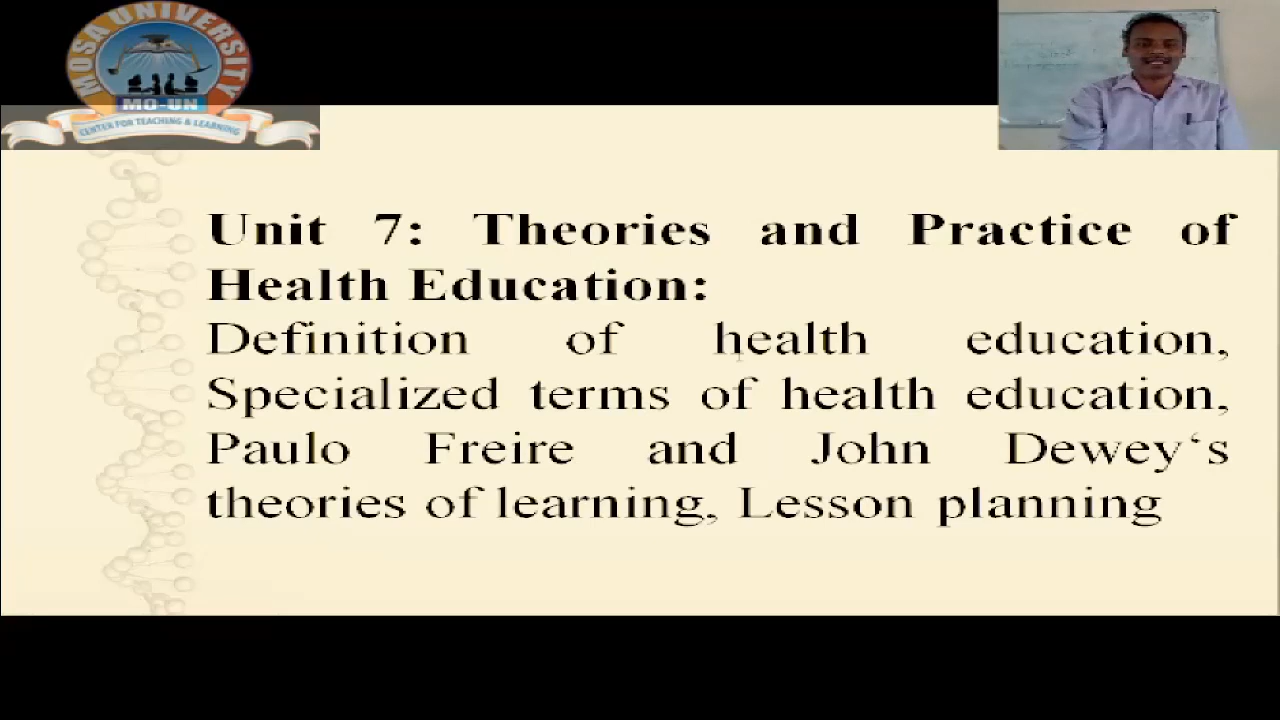 MOSA UNIVERSITY
MO-UN
CENTER FOR TEACHING & LEARNING
Unit 7: Theories and Practice of
Health Education:
Definition of health education,
Specialized terms of health education,
Paulo Freire and John Dewey‘s
theories of learning, Lesson planning